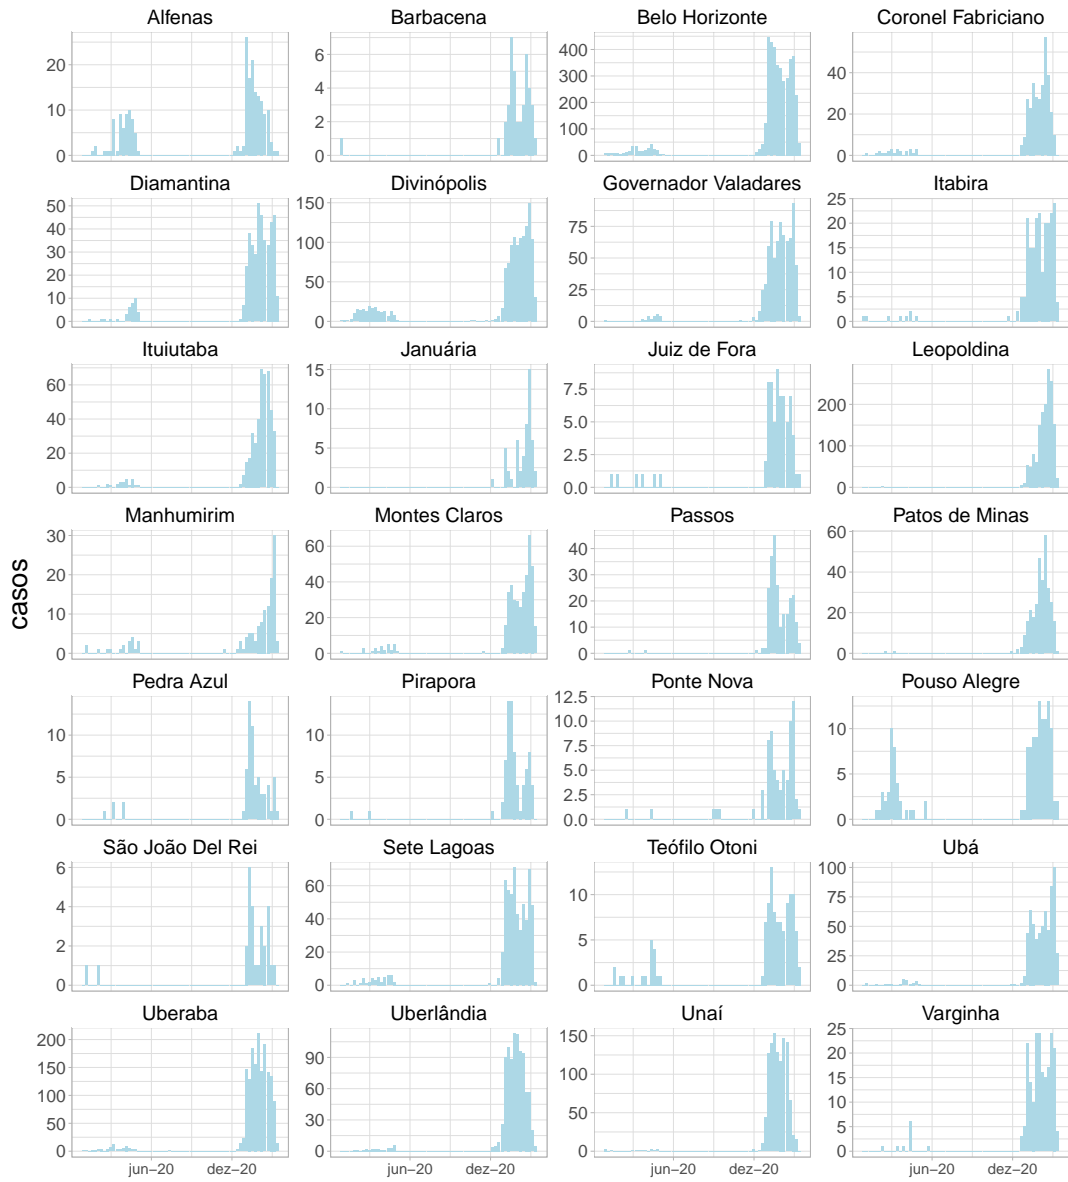 Alfenas Barbacena Belo Horizonte Coronel Fabriciano
20 10 0
7 6 4 2 0
400 300 200 100 0
40 20 0
Diamantina Divinópolis Governador Valadares Itabira
50 40 30 20 10 0
150 100 50 0
75 50 25 0
25 20 15 10 5 0
Ituiutaba Januária Juiz de Fora Leopoldina
60 40 20 0
15 10 5 0
7.5 5.0 2.5 0.0
200 100 0
Manhumirim Montes Claros Passos Patos de Minas
30 20 10 0
60 40 20 0
40 30 20 10 0
60 40 20 0
casos
Pedra Azul Pirapora Ponte Nova Pouso Alegre
10 5 0
10 5 0
12.5 10.0 7.5 5.0 2.5 0.0
10 5 0
São João Del Rei Sete Lagoas Teófilo Otoni Ubá
6 4 2 0
60 40 20 0
10 5 0
100 75 50 25 0
Uberaba Uberlândia Unaí Varginha
200 150 100 50 0
90 60 30 0
150 100 50 0
25 20 15 10 5 0
jun–20 dez–20 jun–20 dez–20 jun–20 dez–20 jun–20 dez–20